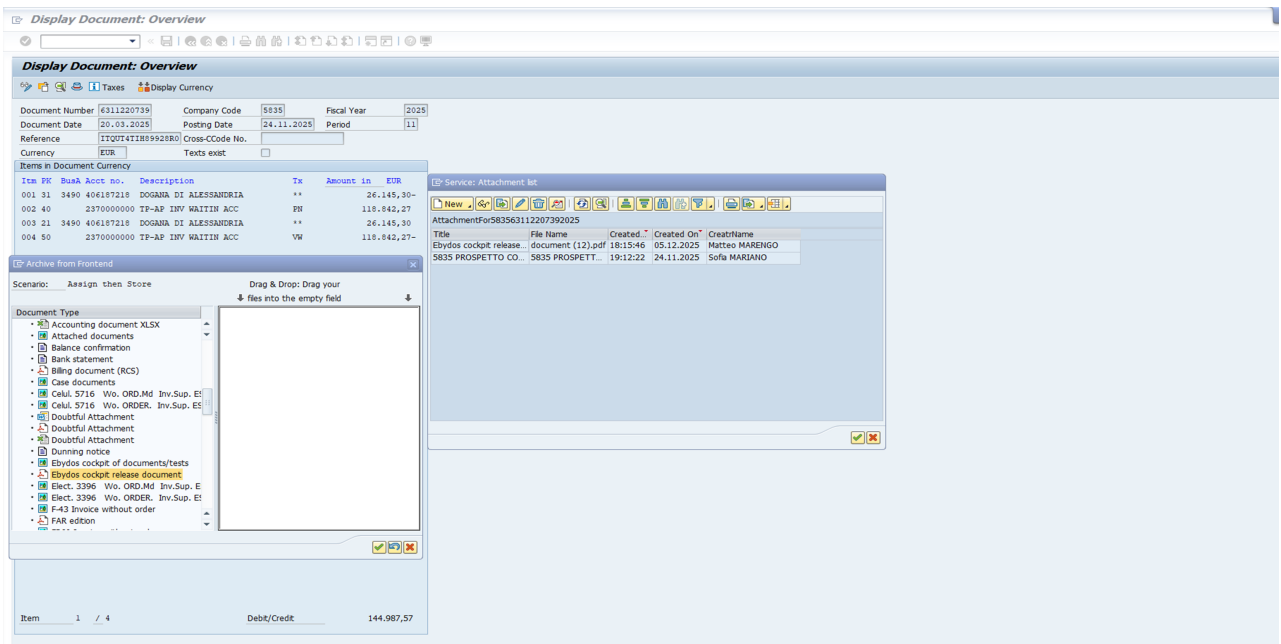 Display Document: Overview
Display Document: Overview
Taxes Display Currency
Document Number 6311220739 Company Code 5835 Fiscal Year 2025
Document Date 20.03.2025 Posting Date 24.11.2025 Period 11
Reference ITQUT4TIH89928R0 Cross-CCode No.
Currency EUR Texts exist
Items in Document Currency
Itm PK BusA Acct no. Description Tx Amount in EUR
001 31 3490 406187218 DOGANA DI ALESSANDRIA ** 26.145,30-
002 40 2370000000 TP-AP INV WAITIN ACC PN 118.842,27
003 21 3490 406187218 DOGANA DI ALESSANDRIA ** 26.145,30
004 50 2370000000 TP-AP INV WAITIN ACC VW 118.842,27-
Service: Attachment list
New
AttachmentFor583563112207392025
Title File Name Created... Created On CreatrName
Ebydos cockpit release... document (12).pdf 18:15:46 05.12.2025 Matteo MARENGO
5835 PROSPETTO CO... 5835 PROSPETT... 19:12:22 24.11.2025 Sofia MARIANO
Archive from Frontend
Scenario: Assign then Store Drag & Drop: Drag your
files into the empty field
Document Type
Accounting document XLSX
Attached documents
Balance confirmation
Bank statement
Billing document (RCS)
Case documents
Celul. 5716 Wo. ORD.Md Inv.Sup. ES
Celul. 5716 Wo. ORDER. Inv.Sup. ES
Doubtful Attachment
Doubtful Attachment
Doubtful Attachment
Dunning notice
Ebydos cockpit of documents/tests
Ebydos cockpit release document
Elect. 3396 Wo. ORD.Md Inv.Sup. E
Elect. 3396 Wo. ORDER. Inv.Sup. ES
F-43 Invoice without order
FAR edition
Item 1 / 4 Debit/Credit 144.987,57